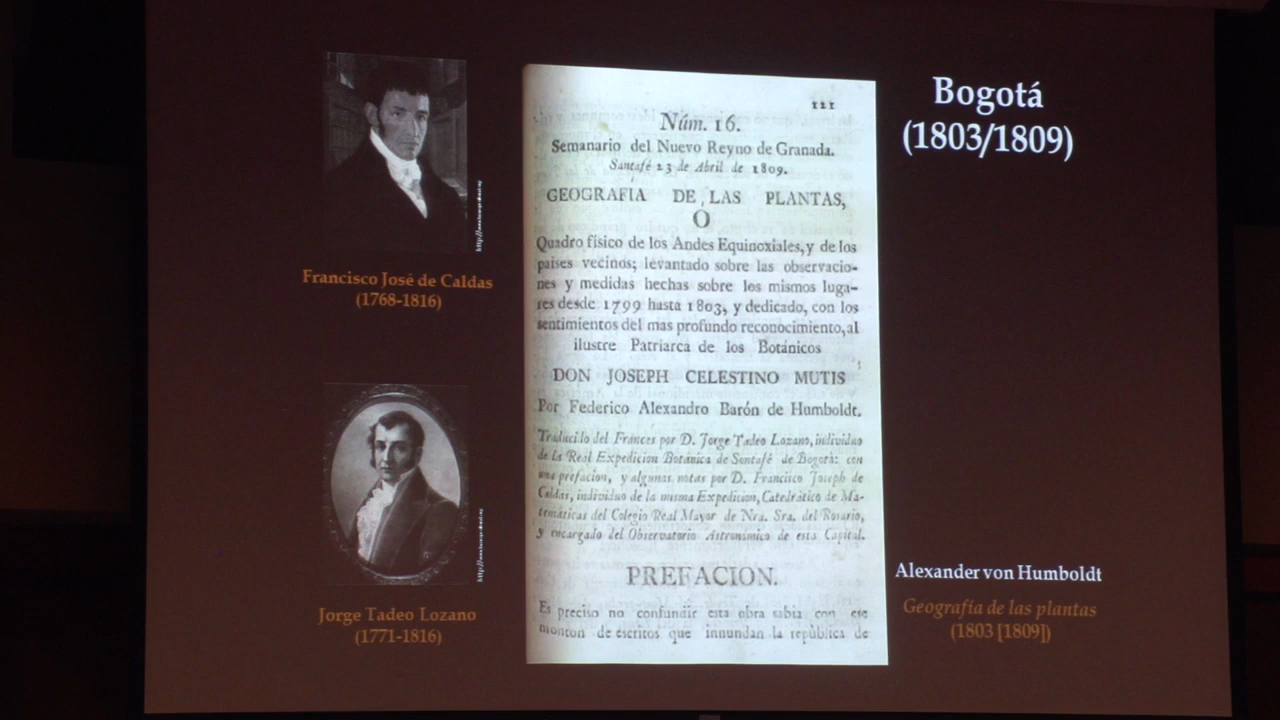 Francisco José de Caldas
(1768-1816)
Jorge Tadeo Lozano
(1771-1816)
111
Núm. 16.
Semanario del Nuevo Reyno de Granada.
Santafé 23 de Abril de 1809.
GEOGRAFIA DE LAS PLANTAS,
O
Quadro físico de los Andes Equinoxiales, y de los
paises vecinos; levantado sobre las observacio-
nes y medidas hechas sobre los mismos luga-
res desde 1799 hasta 1803, y dedicado, con los
sentimientos del mas profundo reconocimiento, al
ilustre Patriarca de los Botánicos
DON JOSEPH CELESTINO MUTIS
Por Federico Alexandro Barón de Humboldt.
Traducido del Frances por D. Jorge Tadeo Lozano, individuo
de la Real Expedicion Botánica de Santafé de Bogotá: con
una prefacion, y algunas notas por D. Francisco Joseph de
Caldas, individuo de la misma Expedicion, Catedrático de Ma-
temáticas del Colegio Real Mayor de Nra. Sra. del Rosario,
y encargado del Observatorio Astronómico de esta Capital.
PREFACION.
Es preciso no confundir esta obra sabia con ese
monton de escritos que innundan la república de
Bogotá
(1803/1809)
Alexander von Humboldt
Geografía de las plantas
(1803 [1809])